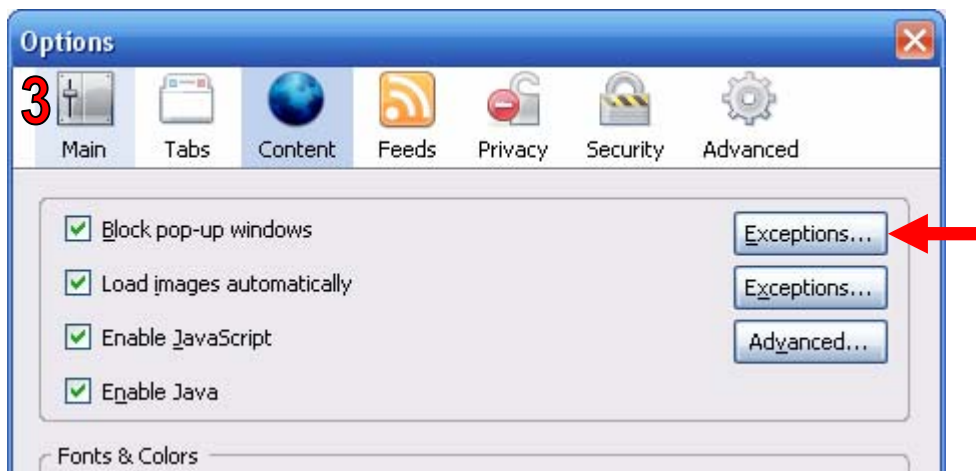 Options
3
Main Tabs Content Feeds Privacy Security Advanced
Block pop-up windows Exceptions...
Load images automatically Exceptions...
Enable JavaScript Advanced...
Enable Java
Fonts & Colors